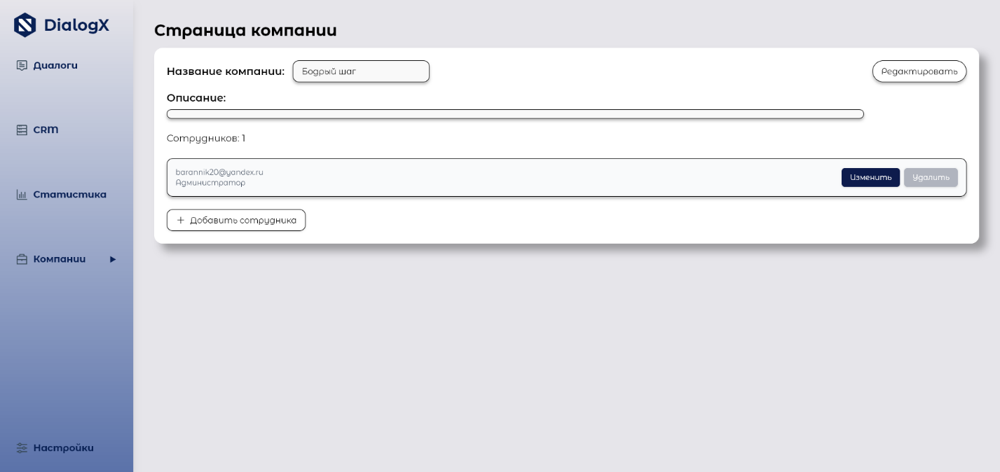 DialogX
Диалоги
CRM
Статистика
Компании
Настройки
Страница компании
Название компании: Бодрый шаг
Редактировать
Описание:
Сотрудников: 1
barannik20@yandex.ru
Администратор
Изменить Удалить
+ Добавить сотрудника